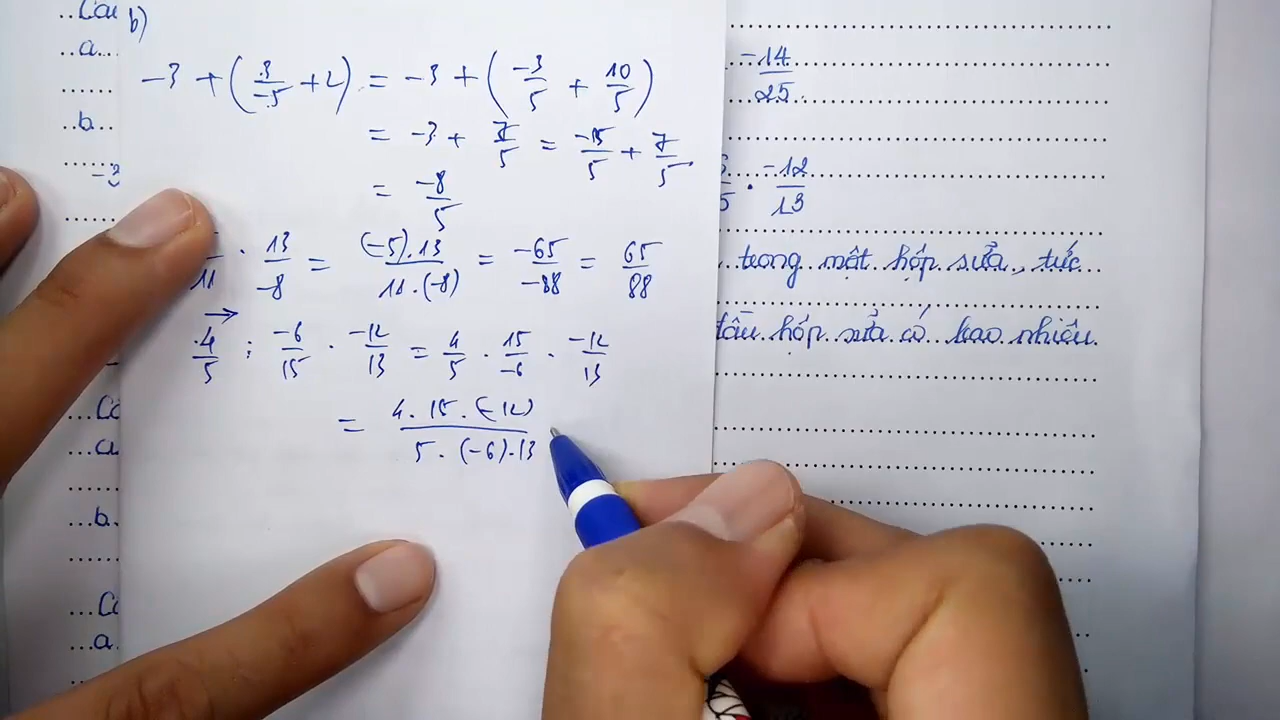 b)
-3 + (3/-5 + 2) = -3 + (-3/5 + 10/5)
= -3 + 7/5 = -15/5 + 7/5
= -8/5
11 . 13/-8 = (-5).13/11.(-8) = -65/-88 = 65/88
4/5 : -6/15 . -12/13 = 4/5 . 15/-6 . -12/13
= 4.15.(-12)/5.(-6).13
a
b
-3
a
b.
a.
-14/25
5 . -12/13
trong một hộp sữa, tức
hộp sữa có bao nhiêu